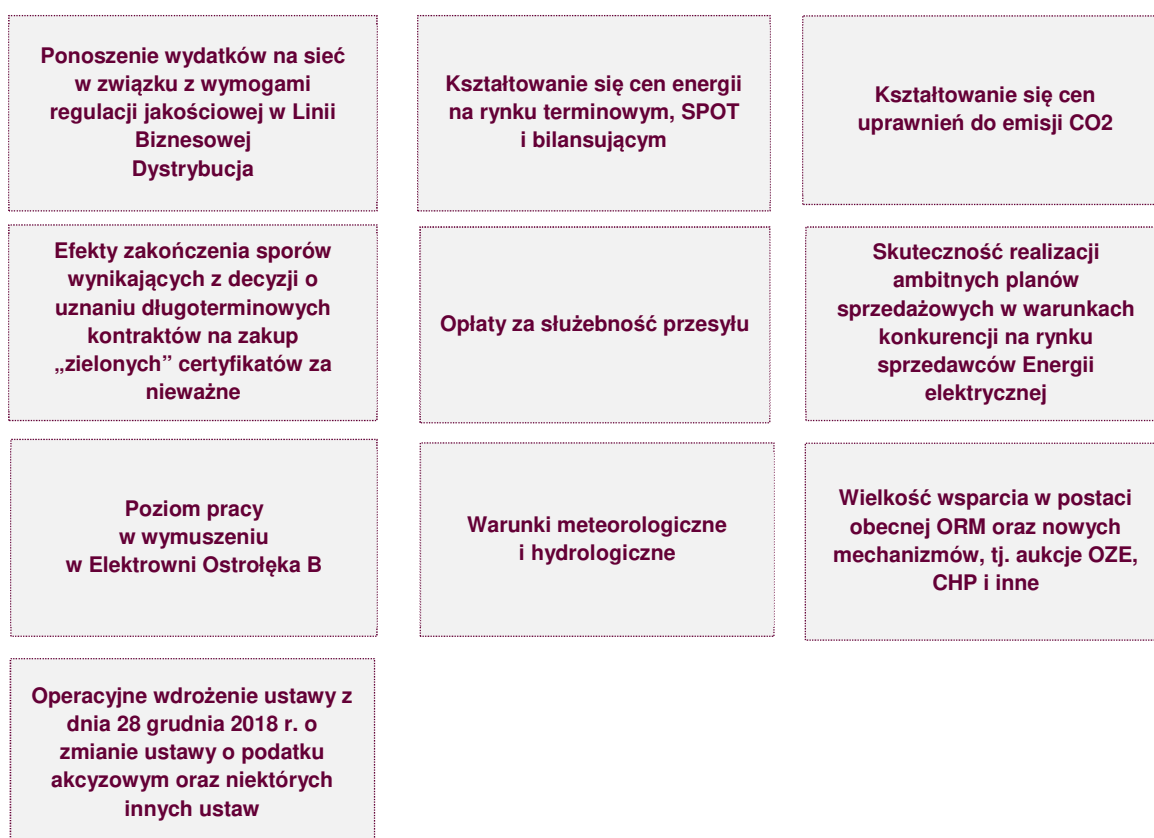 Ponoszenie wydatków na sieć
w związku z wymogami
regulacji jakościowej w Linii
Biznesowej
Dystrybucja
Kształtowanie się cen energii
na rynku terminowym, SPOT
i bilansującym
Kształtowanie się cen
uprawnień do emisji CO2
Efekty zakończenia sporów
wynikających z decyzji o
uznaniu długoterminowych
kontraktów na zakup
„zielonych” certyfikatów za
nieważne
Opłaty za służebność przesyłu
Skuteczność realizacji
ambitnych planów
sprzedażowych w warunkach
konkurencji na rynku
sprzedawców Energii
elektrycznej
Poziom pracy
w wymuszeniu
w Elektrowni Ostrołęka B
Warunki meteorologiczne
i hydrologiczne
Wielkość wsparcia w postaci
obecnej ORM oraz nowych
mechanizmów, tj. aukcje OZE,
CHP i inne
Operacyjne wdrożenie ustawy z
dnia 28 grudnia 2018 r. o
zmianie ustawy o podatku
akcyzowym oraz niektórych
innych ustaw